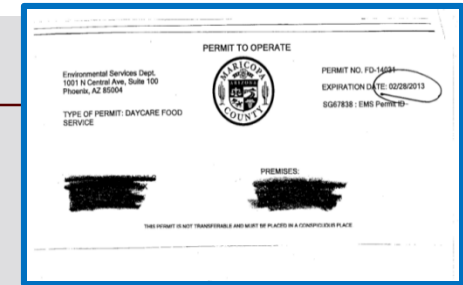 PERMIT TO OPERATE
Environmental Services Dept.
1001 N Central Ave, Suite 100
Phoenix, AZ 85004
TYPE OF PERMIT: DAYCARE FOOD
SERVICE
MARICOPA
COUNTY
PERMIT NO. FD-14031
EXPIRATION DATE: 02/28/2013
SG67838 : EMS Permit ID
PREMISES:
THIS PERMIT IS NOT TRANSFERABLE AND MUST BE PLACED IN A CONSPICUOUS PLACE